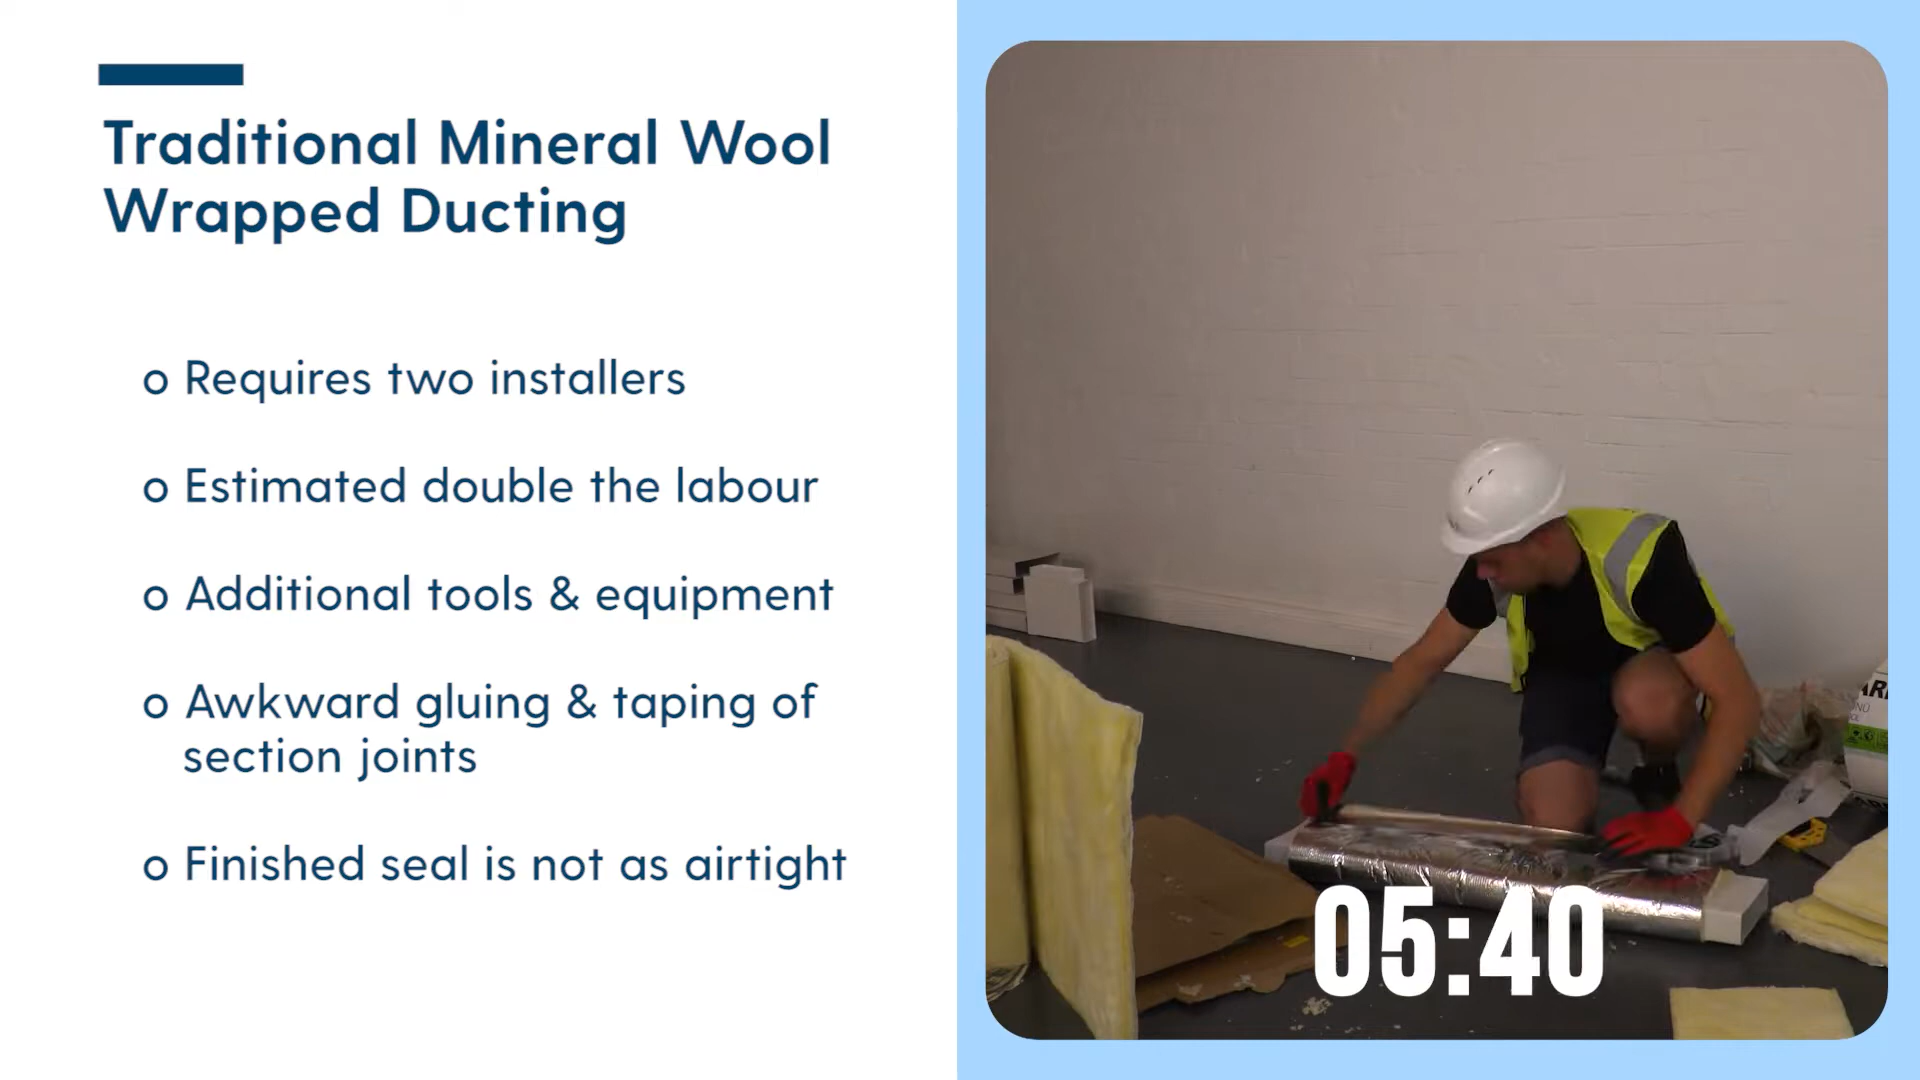 Traditional Mineral Wool
Wrapped Ducting
o Requires two installers
o Estimated double the labour
o Additional tools & equipment
o Awkward gluing & taping of
section joints
o Finished seal is not as airtight
05:40